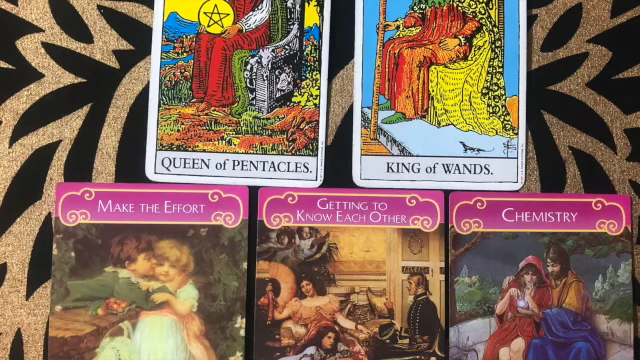 QUEEN of PENTACLES.
KING of WANDS.
MAKE THE EFFORT
GETTING TO
KNOW EACH OTHER
CHEMISTRY